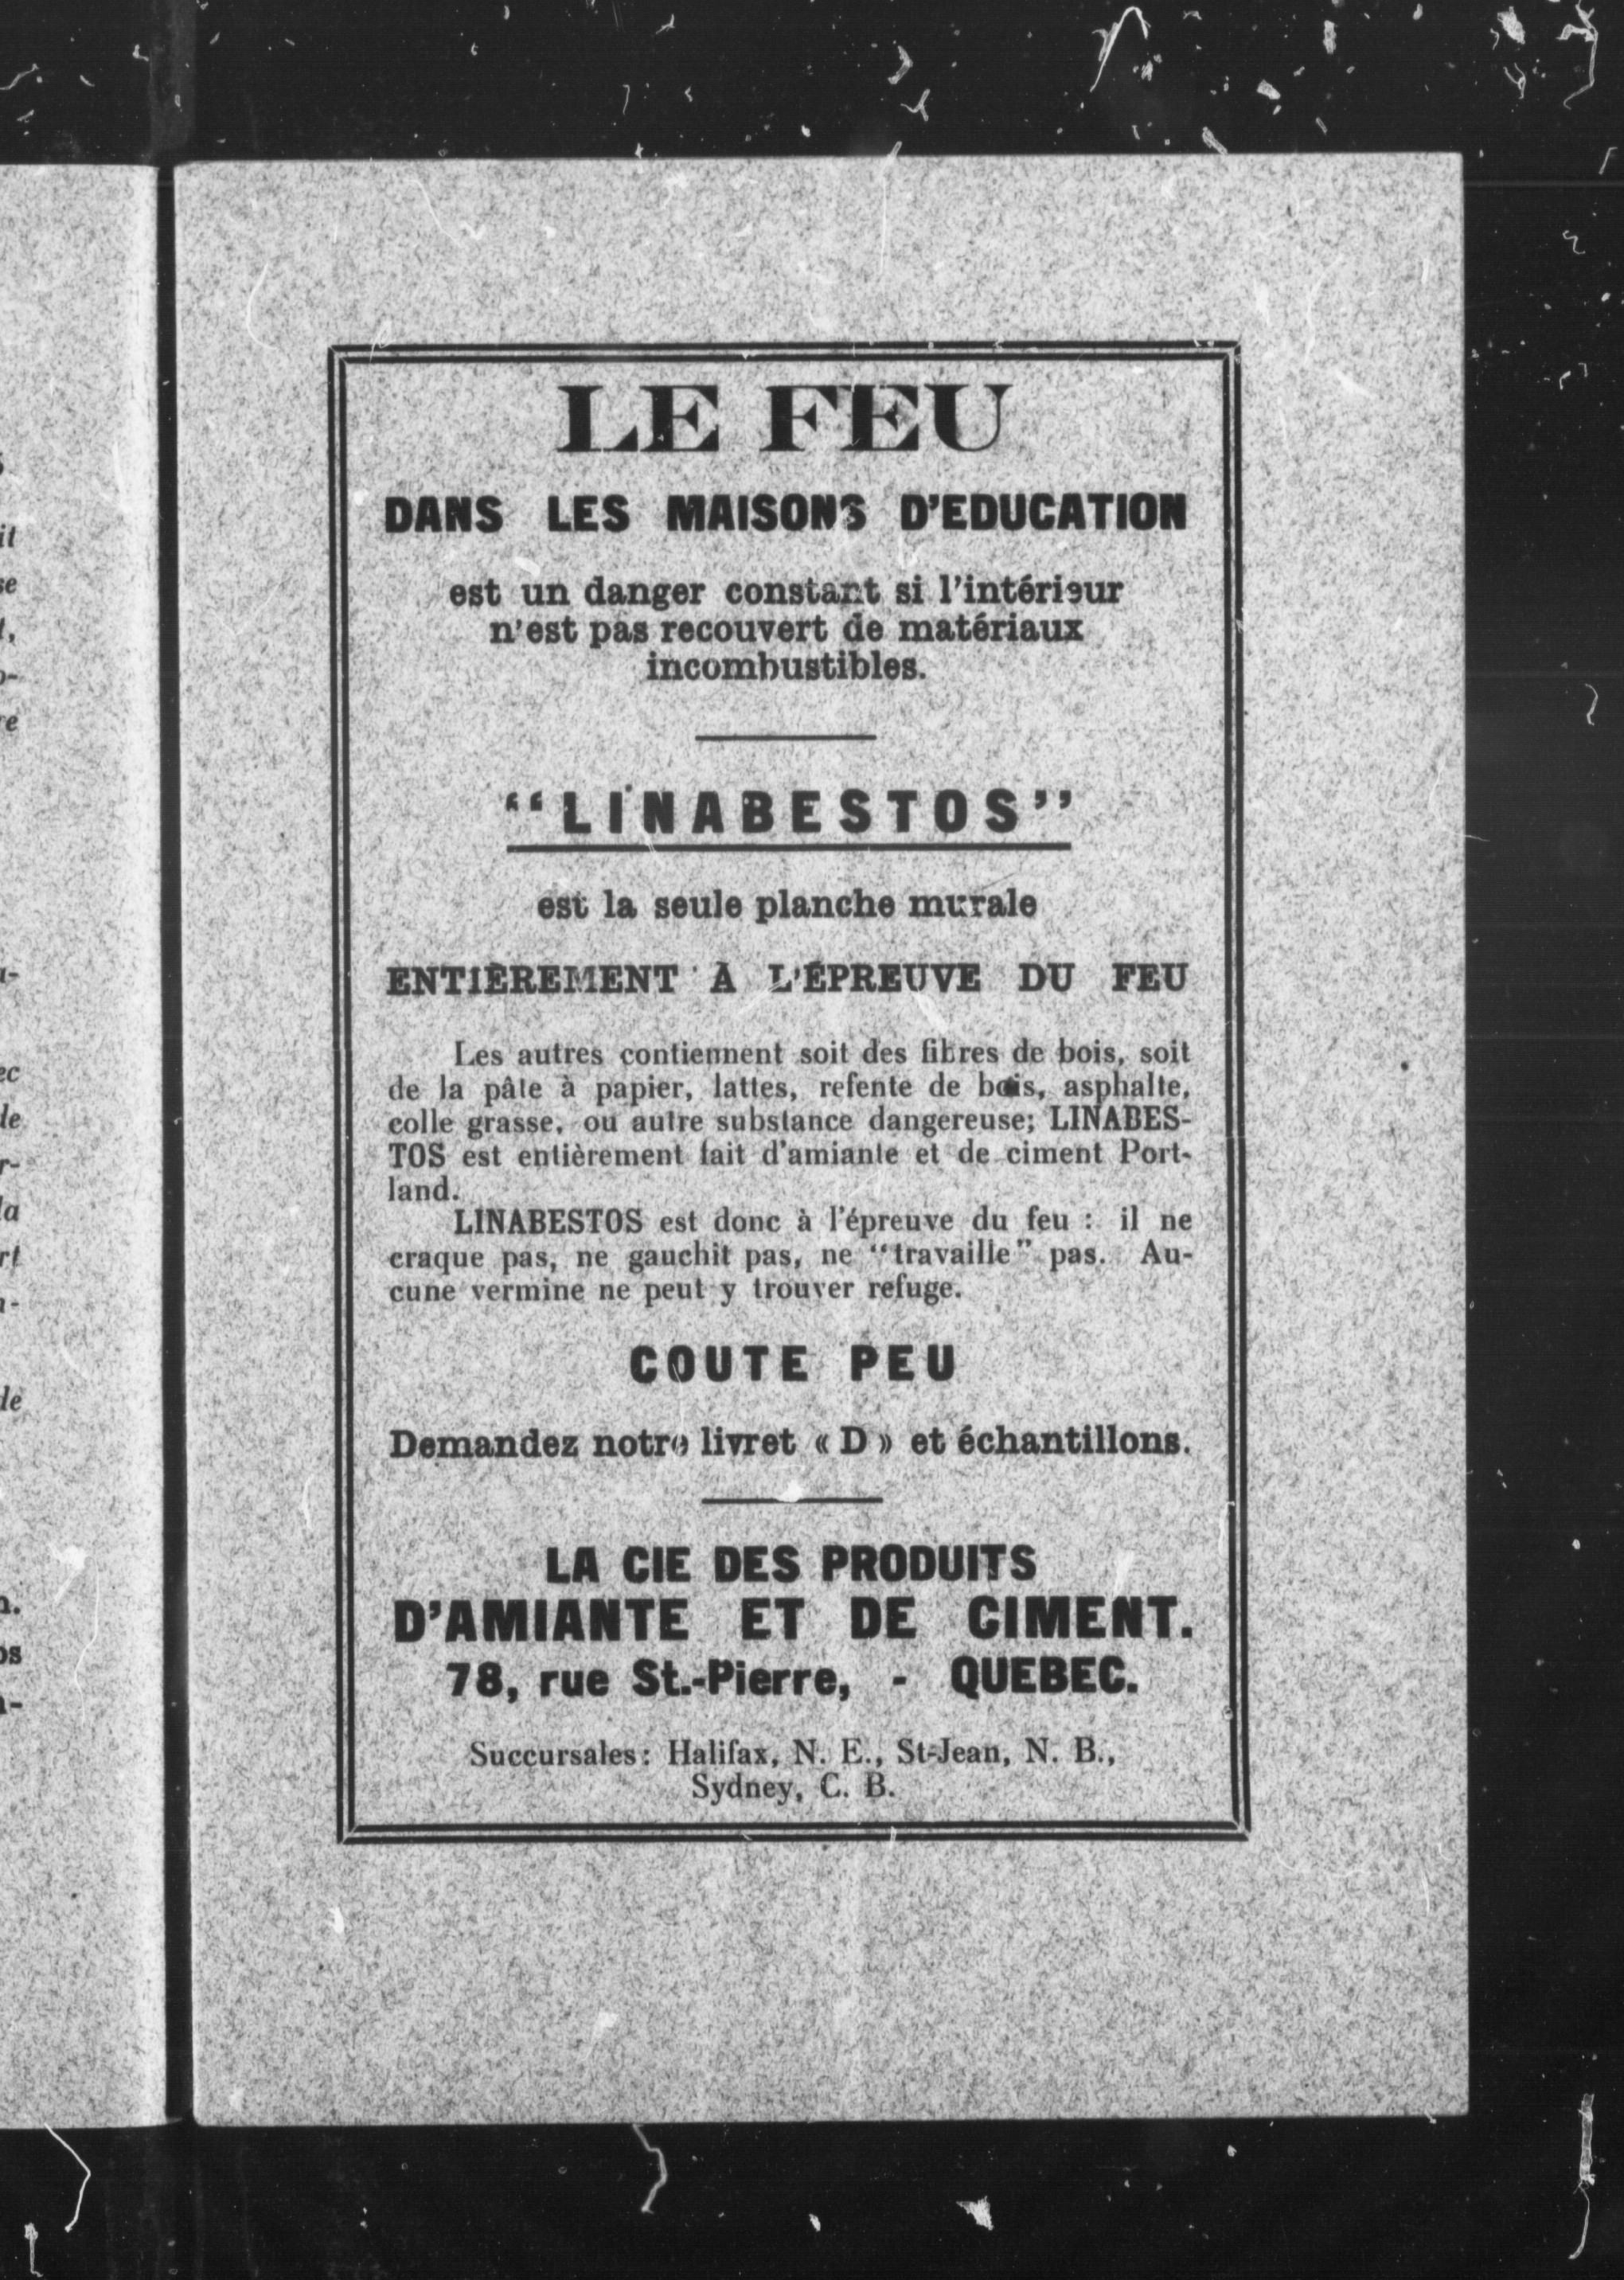 LE FEU
DANS LES MAISONS D'EDUCATION
est un danger constant si l'intérieur
n'est pas recouvert de matériaux
incombustibles.
"LINABESTOS"
est la seule planche murale
ENTIÈREMENT À L'ÉPREUVE DU FEU
Les autres contiennent soit des fibres de bois, soit
de la pâte à papier, lattes, refente de bois, asphalte,
colle grasse, ou autre substance dangereuse; LINABES-
TOS est entièrement fait d'amiante et de ciment Port-
land.
LINABESTOS est donc à l'épreuve du feu : il ne
craque pas, ne gauchit pas, ne "travaille" pas. Au-
cune vermine ne peut y trouver refuge.
COUTE PEU
Demandez notre livret « D » et échantillons.
LA CIE DES PRODUITS
D'AMIANTE ET DE CIMENT.
78, rue St.-Pierre, - QUEBEC.
Succursales: Halifax, N. E., St-Jean, N. B.,
Sydney, C. B.